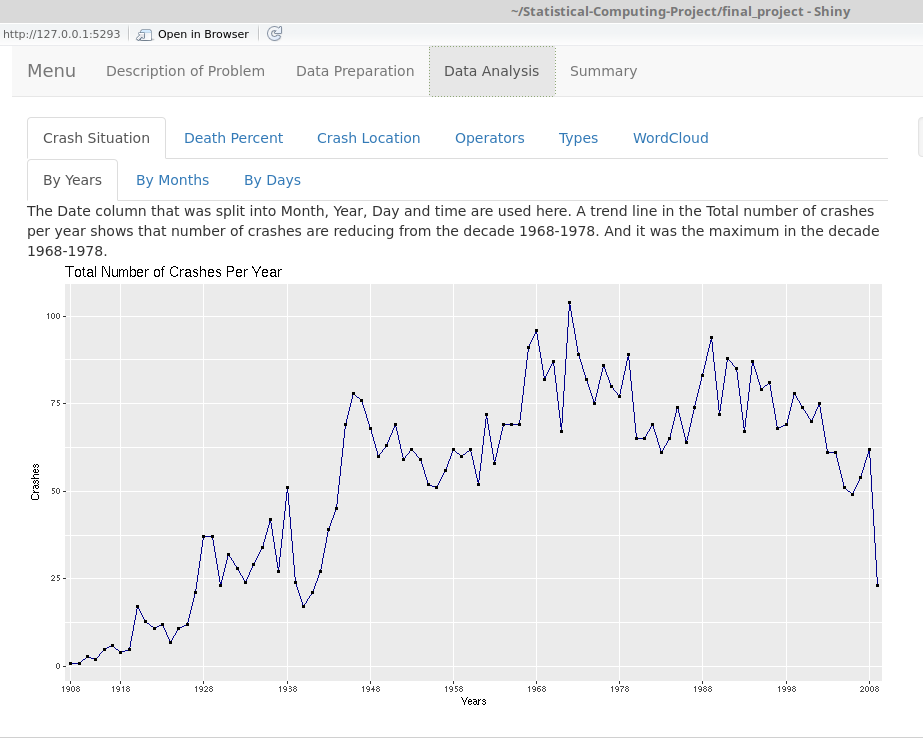 ~/Statistical-Computing-Project/final_project - Shiny
http://127.0.0.1:5293 Open in Browser
Menu Description of Problem Data Preparation Data Analysis Summary
Crash Situation Death Percent Crash Location Operators Types WordCloud
By Years By Months By Days
The Date column that was split into Month, Year, Day and time are used here. A trend line in the Total number of crashes
per year shows that number of crashes are reducing from the decade 1968-1978. And it was the maximum in the decade
1968-1978.
Total Number of Crashes Per Year
100
75
50
25
0
Crashes
1908 1918 1928 1938 1948 1958 1968 1978 1988 1998 2008
Years